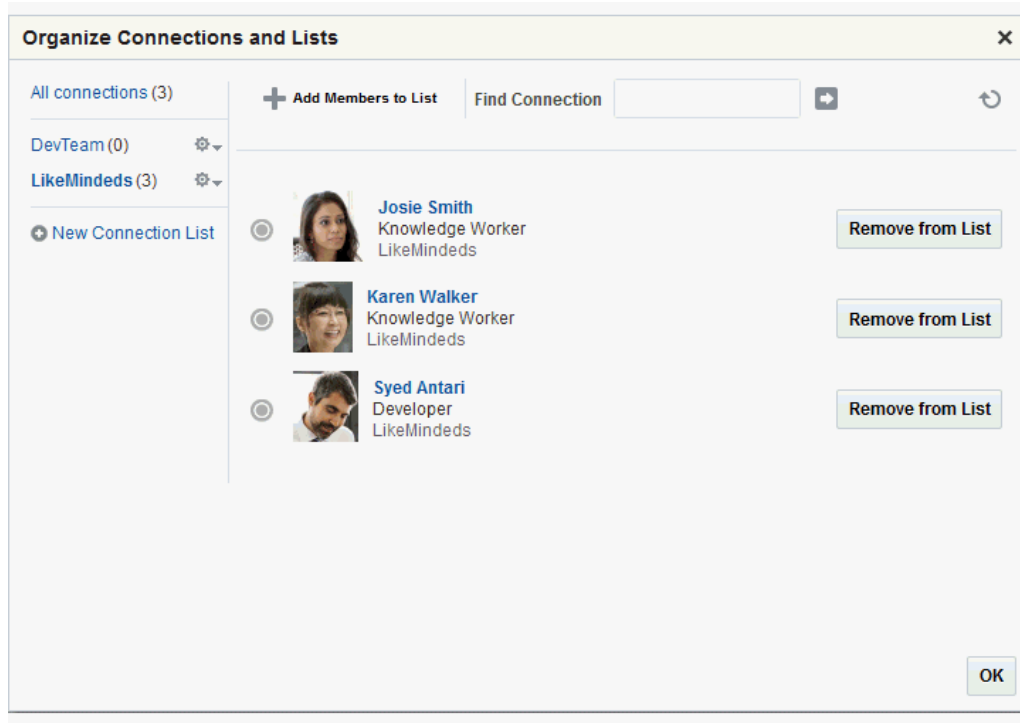 Organize Connections and Lists
All connections (3)
Add Members to List
Find Connection
DevTeam (0)
LikeMindeds (3)
New Connection List
Josie Smith
Knowledge Worker
LikeMindeds
Remove from List
Karen Walker
Knowledge Worker
LikeMindeds
Remove from List
Syed Antari
Developer
LikeMindeds
Remove from List
OK